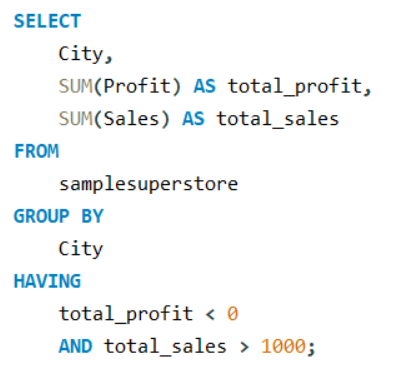 SELECT
    City,
    SUM(Profit) AS total_profit,
    SUM(Sales) AS total_sales
FROM
    samplesuperstore
GROUP BY
    City
HAVING
    total_profit < 0
    AND total_sales > 1000;